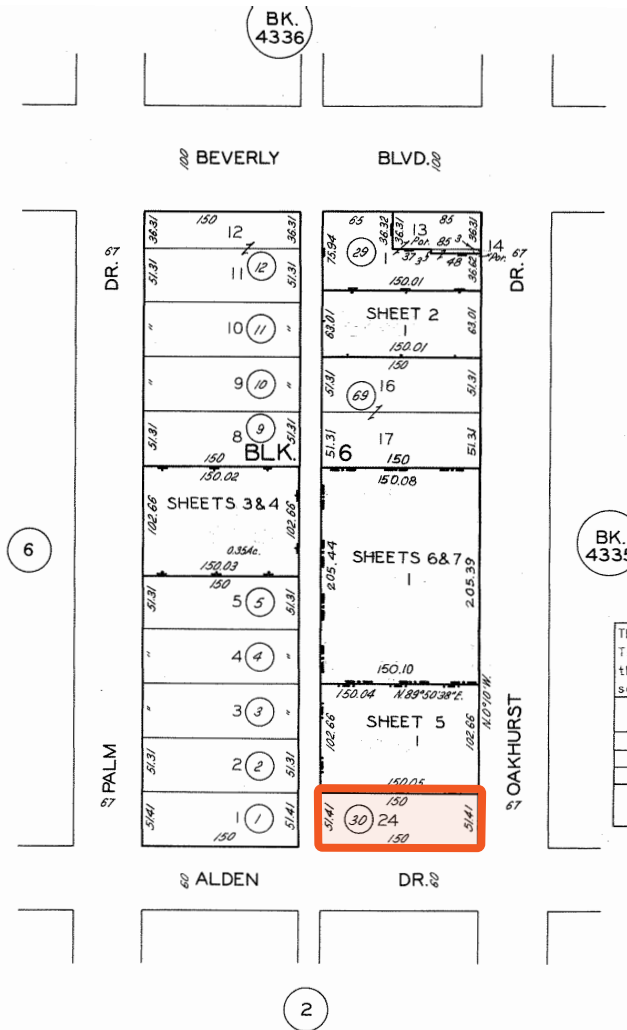 BK.
4336
100 BEVERLY BLVD. 100
67
DR.
150
36.31 36.31
12
51.31 11 12 51.31
" 10 11 "
" 9 10 "
8 9 51.31
BLK. 6
150
150.02
102.66 SHEETS 3&4 102.66
0.35Ac.
150.03
150
51.31 5 5 51.31
" 4 4 "
" 3 3 "
51.31 2 2 51.31
51.41 1 1 51.41
150
PALM
67
65 85
36.32 36.31 13 36.31
75.94 Por. 85 3
29 1 37 3 48 14
Por.
36.62
150.01
67
DR.
SHEET 2
63.01 1 63.01
150.01
150
51.31 16 51.31
69
51.31 17 51.31
150
150.08
205.44 SHEETS 6&7 205.39
1
150.10
150.04 N.89°50'38"E. N.0°10'W.
SHEET 5
102.66 1 102.66
150.05
150
51.41 30 24 51.41
150
OAKHURST
67
60 ALDEN DR. 60
6
BK.
2